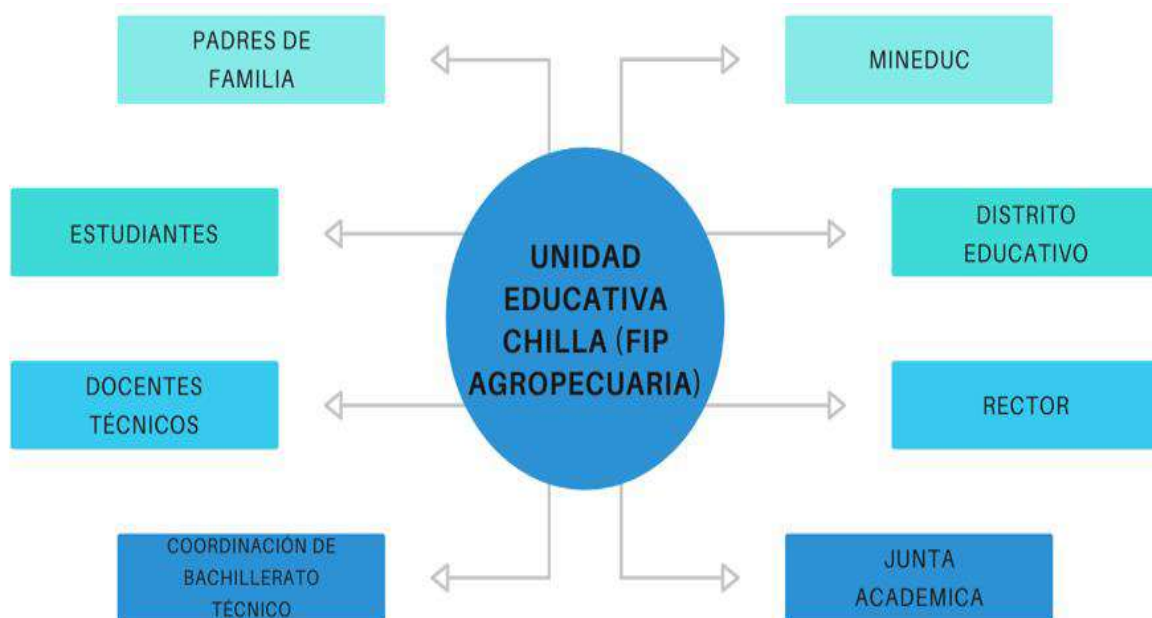 PADRES DE
FAMILIA
MINEDUC
ESTUDIANTES
DISTRITO
EDUCATIVO
UNIDAD
EDUCATIVA
CHILLA (FIP
AGROPECUARIA)
DOCENTES
TÉCNICOS
RECTOR
COORDINACIÓN DE
BACHILLERATO
TÉCNICO
JUNTA
ACADEMICA